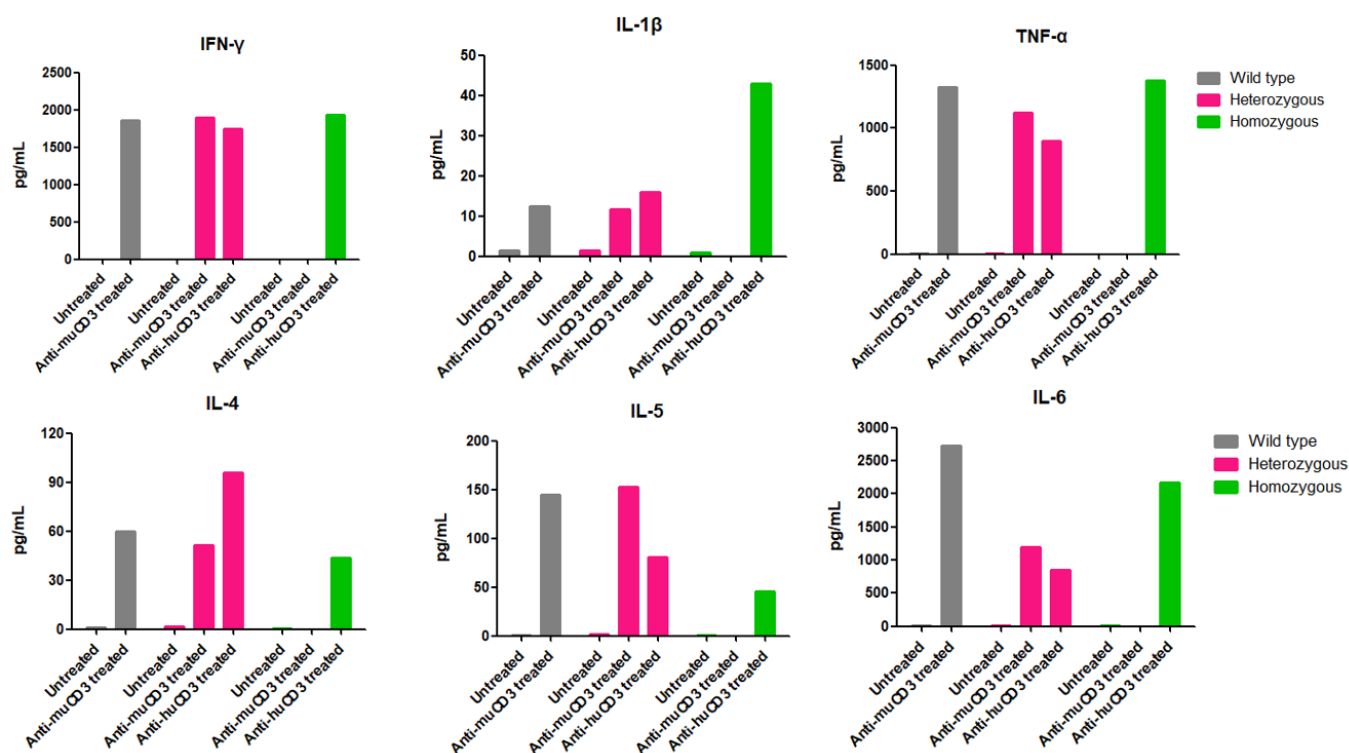 IFN-γ
2500
2000
1500
1000
500
0
pg/mL
Untreated
Anti-muCD3 treated
Untreated
Anti-muCD3 treated
Anti-huCD3 treated
Untreated
Anti-muCD3 treated
Anti-huCD3 treated
IL-1β
50
40
30
20
10
0
pg/mL
Untreated
Anti-muCD3 treated
Untreated
Anti-muCD3 treated
Anti-huCD3 treated
Untreated
Anti-muCD3 treated
Anti-huCD3 treated
TNF-α
1500
1000
500
0
pg/mL
Untreated
Anti-muCD3 treated
Untreated
Anti-muCD3 treated
Anti-huCD3 treated
Untreated
Anti-muCD3 treated
Anti-huCD3 treated
Wild type
Heterozygous
Homozygous
IL-4
120
90
60
30
0
pg/mL
Untreated
Anti-muCD3 treated
Untreated
Anti-muCD3 treated
Anti-huCD3 treated
Untreated
Anti-muCD3 treated
Anti-huCD3 treated
IL-5
200
150
100
50
0
pg/mL
Untreated
Anti-muCD3 treated
Untreated
Anti-muCD3 treated
Anti-huCD3 treated
Untreated
Anti-muCD3 treated
Anti-huCD3 treated
IL-6
3000
2500
2000
1500
1000
500
0
pg/mL
Untreated
Anti-muCD3 treated
Untreated
Anti-muCD3 treated
Anti-huCD3 treated
Untreated
Anti-muCD3 treated
Anti-huCD3 treated
Wild type
Heterozygous
Homozygous